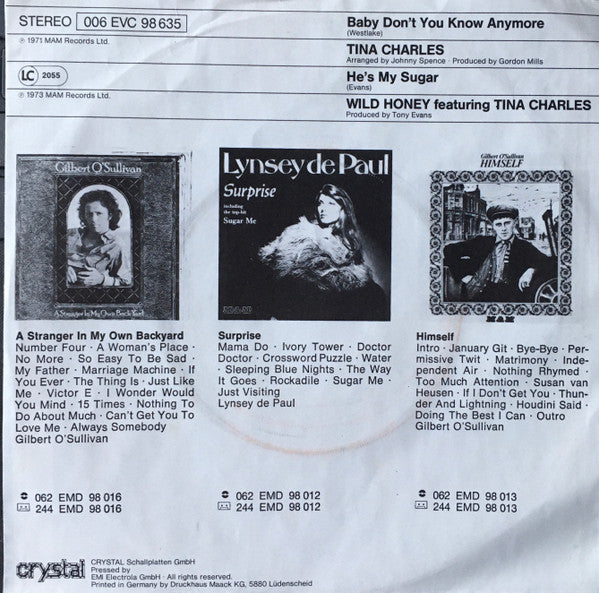 STEREO 006 EVC 98 635
Baby Don't You Know Anymore
(Westlake)
℗ 1971 MAM Records Ltd.
TINA CHARLES
Arranged by Johnny Spence · Produced by Gordon Mills
LC 2055
He's My Sugar
(Evans)
℗ 1973 MAM Records Ltd.
WILD HONEY featuring TINA CHARLES
Produced by Tony Evans
Gilbert O'Sullivan
A Stranger In My Own Back Yard
Lynsey de Paul
Surprise
including
the top-hit
Sugar Me
Gilbert O'Sullivan
HIMSELF
MAM
A Stranger In My Own Backyard
Number Four · A Woman's Place ·
No More · So Easy To Be Sad ·
My Father · Marriage Machine · If
You Ever · The Thing Is · Just Like
Me · Victor E · I Wonder Would
You Mind · 15 Times · Nothing To
Do About Much · Can't Get You To
Love Me · Always Somebody
Gilbert O'Sullivan
062 EMD 98 016
244 EMD 98 016
Surprise
Mama Do · Ivory Tower · Doctor
Doctor · Crossword Puzzle · Water
· Sleeping Blue Nights · The Way
It Goes · Rockadile · Sugar Me ·
Just Visiting
Lynsey de Paul
062 EMD 98 012
244 EMD 98 012
Himself
Intro · January Git · Bye-Bye · Per-
missive Twit · Matrimony · Inde-
pendent Air · Nothing Rhymed ·
Too Much Attention · Susan van
Heusen · If I Don't Get You · Thun-
der And Lightning · Houdini Said ·
Doing The Best I Can · Outro
Gilbert O'Sullivan
062 EMD 98 013
244 EMD 98 013
crystal
CRYSTAL Schallplatten GmbH
Pressed by
EMI Electrola GmbH · All rights reserved.
Printed in Germany by Druckhaus Maack KG, 5880 Lüdenscheid